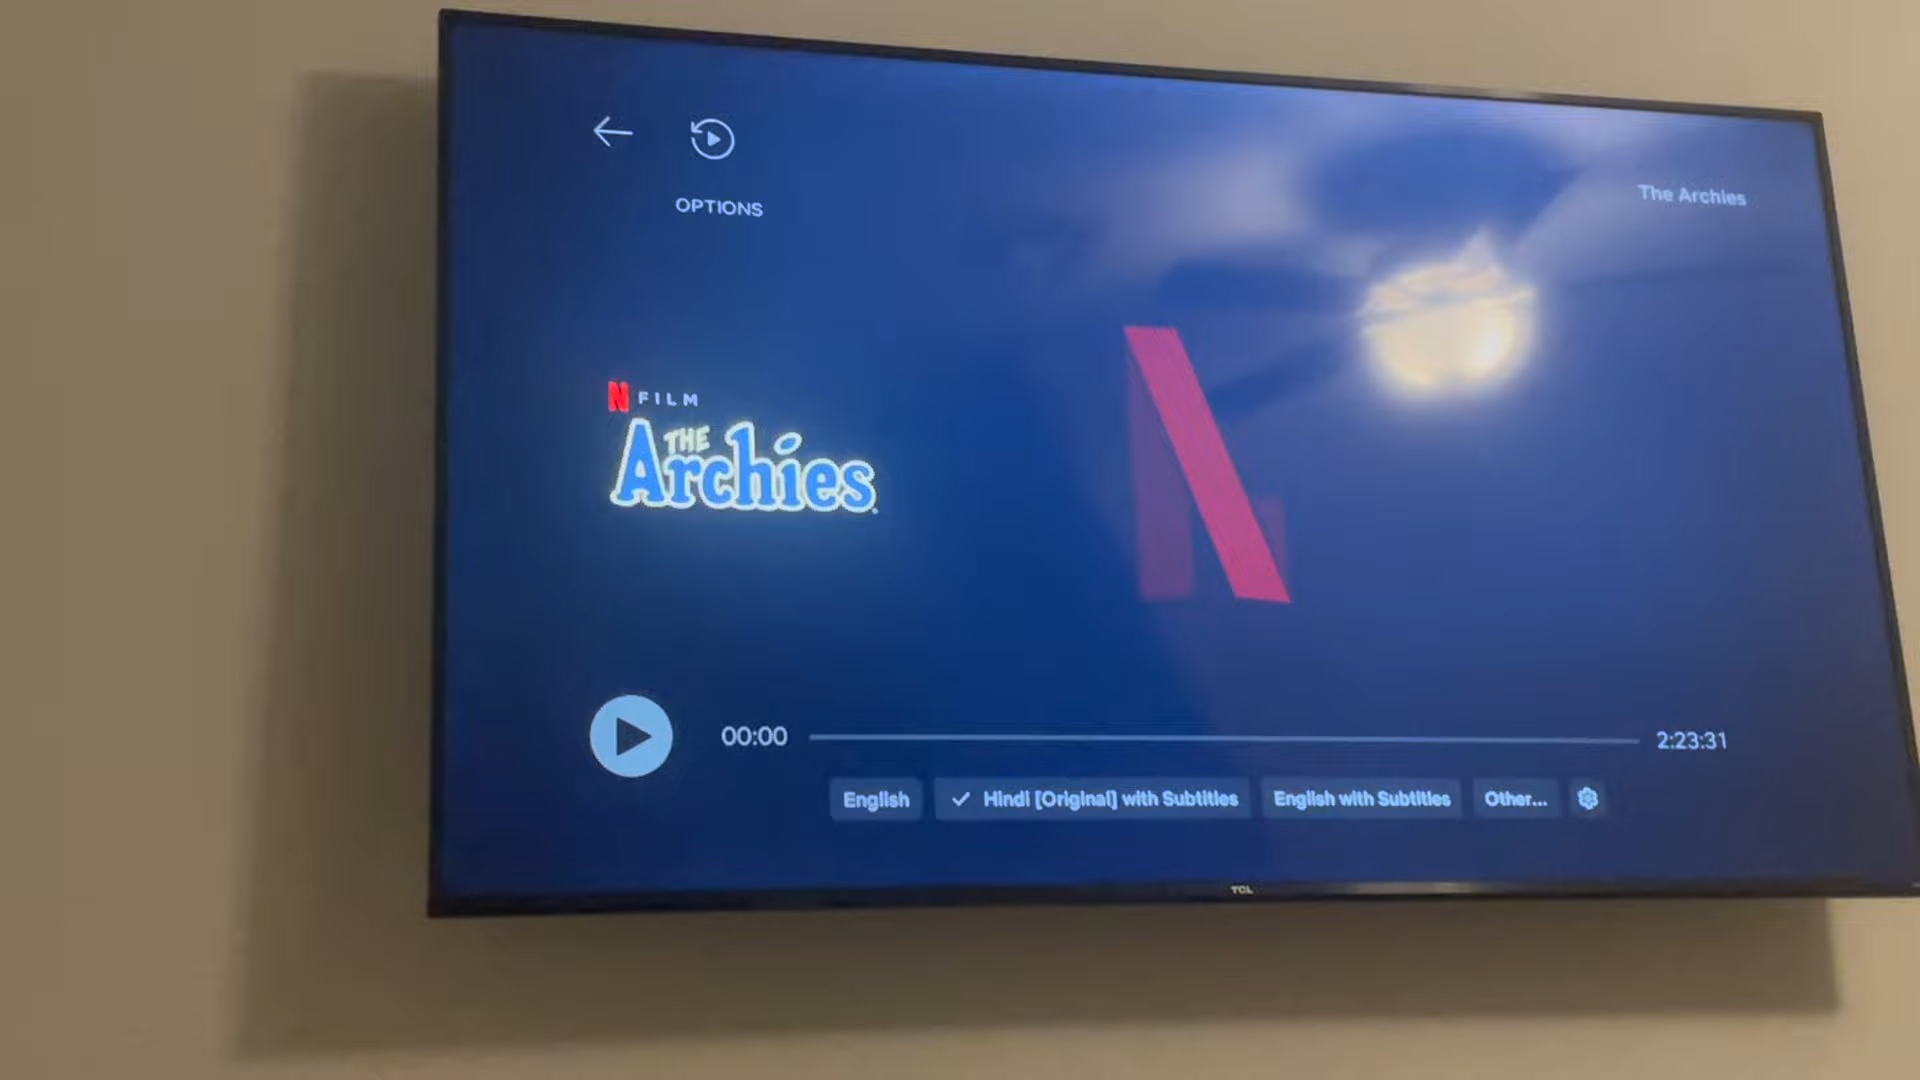 OPTIONS
The Archies
N FILM
THE
Archies
00:00
2:23:31
English
Hindi [Original] with Subtitles
English with Subtitles
Other...
TCL